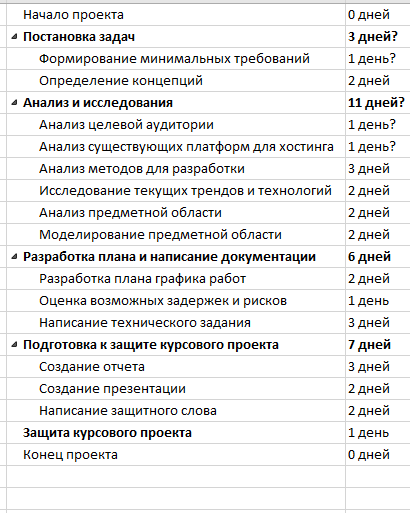 Начало проекта 0 дней
Постановка задач 3 дней?
Формирование минимальных требований 1 день?
Определение концепций 2 дней
Анализ и исследования 11 дней?
Анализ целевой аудитории 1 день?
Анализ существующих платформ для хостинга 1 день?
Анализ методов для разработки 3 дней
Исследование текущих трендов и технологий 2 дней
Анализ предметной области 2 дней
Моделирование предметной области 2 дней
Разработка плана и написание документации 6 дней
Разработка плана графика работ 2 дней
Оценка возможных задержек и рисков 1 день
Написание технического задания 3 дней
Подготовка к защите курсового проекта 7 дней
Создание отчета 3 дней
Создание презентации 2 дней
Написание защитного слова 2 дней
Защита курсового проекта 1 день
Конец проекта 0 дней